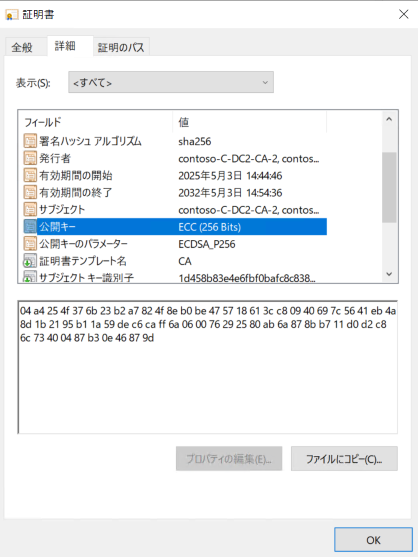 証明書
全般
詳細
証明のパス
表示(S):
<すべて>
フィールド 値
署名ハッシュ アルゴリズム sha256
発行者 contoso-C-DC2-CA-2, contos...
有効期間の開始 2025年5月3日 14:44:46
有効期間の終了 2032年5月3日 14:54:36
サブジェクト contoso-C-DC2-CA-2, contos...
公開キー ECC (256 Bits)
公開キーのパラメーター ECDSA_P256
証明書テンプレート名 CA
サブジェクト キー識別子 1d458b83e4e6fbf0bafc8c838...
04 a4 25 4f 37 6b 23 b2 a7 82 4f 8e b0 be 47 57 18 61 3c c8 09 40 69 7c 56 41 eb 4a
8d 1b 21 95 b1 1a 59 de c6 ca ff 6a 06 00 76 29 25 80 ab 6a 87 8b b7 11 d0 d2 c8
6c 73 40 04 87 b3 0e 46 87 9d
プロパティの編集(E)...
ファイルにコピー(C)...
OK